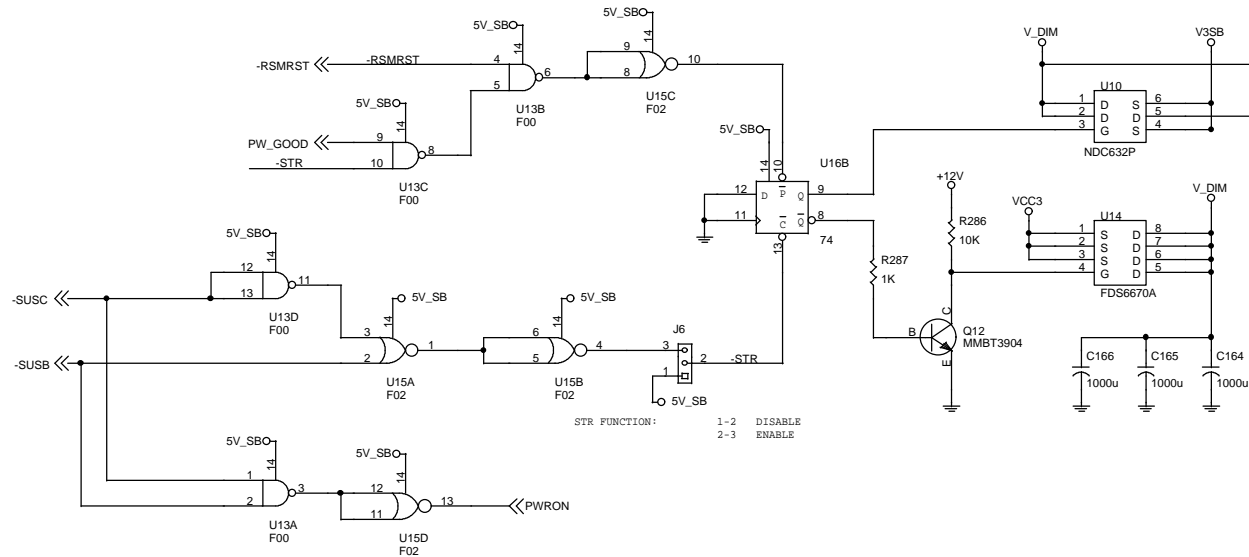 5V_SB
14
-RSMRST
-RSMRST
4
5
6
U13B
F00
5V_SB
14
9
8
10
U15C
F02
5V_SB
14
PW_GOOD
9
-STR
10
8
U13C
F00
5V_SB
14
10
U16B
12
D
P
Q
9
11
C
Q
8
13
74
V_DIM
V3SB
U10
1
D
S
6
2
D
D
5
3
G
S
4
NDC632P
+12V
R286
10K
VCC3
V_DIM
U14
1
S
D
8
2
S
D
7
3
S
D
6
4
G
D
5
FDS6670A
R287
1K
B
C
E
Q12
MMBT3904
C166
1000u
C165
1000u
C164
1000u
5V_SB
14
12
13
11
U13D
F00
-SUSC
-SUSB
5V_SB
14
3
2
1
U15A
F02
5V_SB
14
6
5
4
U15B
F02
J6
3
2
1
-STR
5V_SB
STR FUNCTION:
1-2 DISABLE
2-3 ENABLE
5V_SB
14
1
2
3
U13A
F00
5V_SB
14
12
11
13
PWRON
U15D
F02